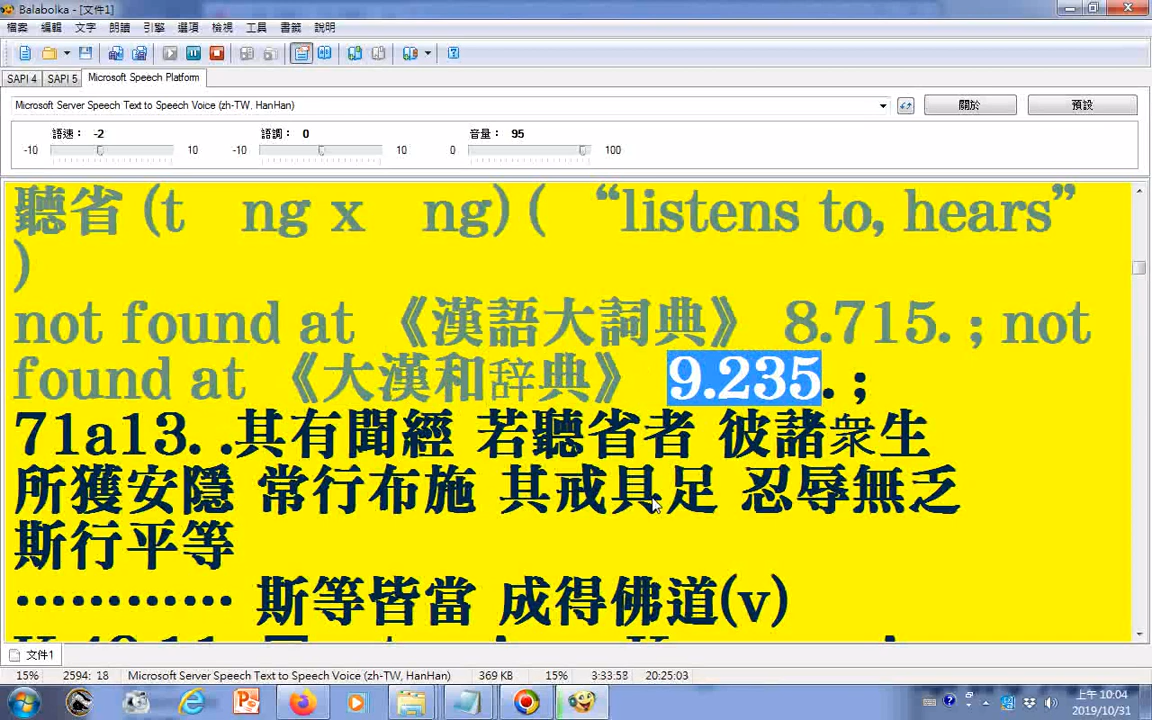 Balabolka - [文件1]
檔案 編輯 文字 朗讀 引擎 選項 檢視 工具 書籤 說明
SAPI 4 SAPI 5 Microsoft Speech Platform
Microsoft Server Speech Text to Speech Voice (zh-TW, HanHan) 關於 預設
語速： -2 語調： 0 音量： 95
-10 10 -10 10 0 100
聽省 (t ng x ng) ( “listens to, hears”
)
not found at 《漢語大詞典》 8.715. ; not
found at 《大漢和辞典》 9.235. ;
71a13. .其有聞經 若聽省者 彼諸衆生
所獲安隱 常行布施 其戒具足 忍辱無乏
斯行平等
………… 斯等皆當 成得佛道(v)
文件1
15% 2594: 18 Microsoft Server Speech Text to Speech Voice (zh-TW, HanHan) 369 KB 15% 3:33:58 20:25:03
上午 10:04
2019/10/31